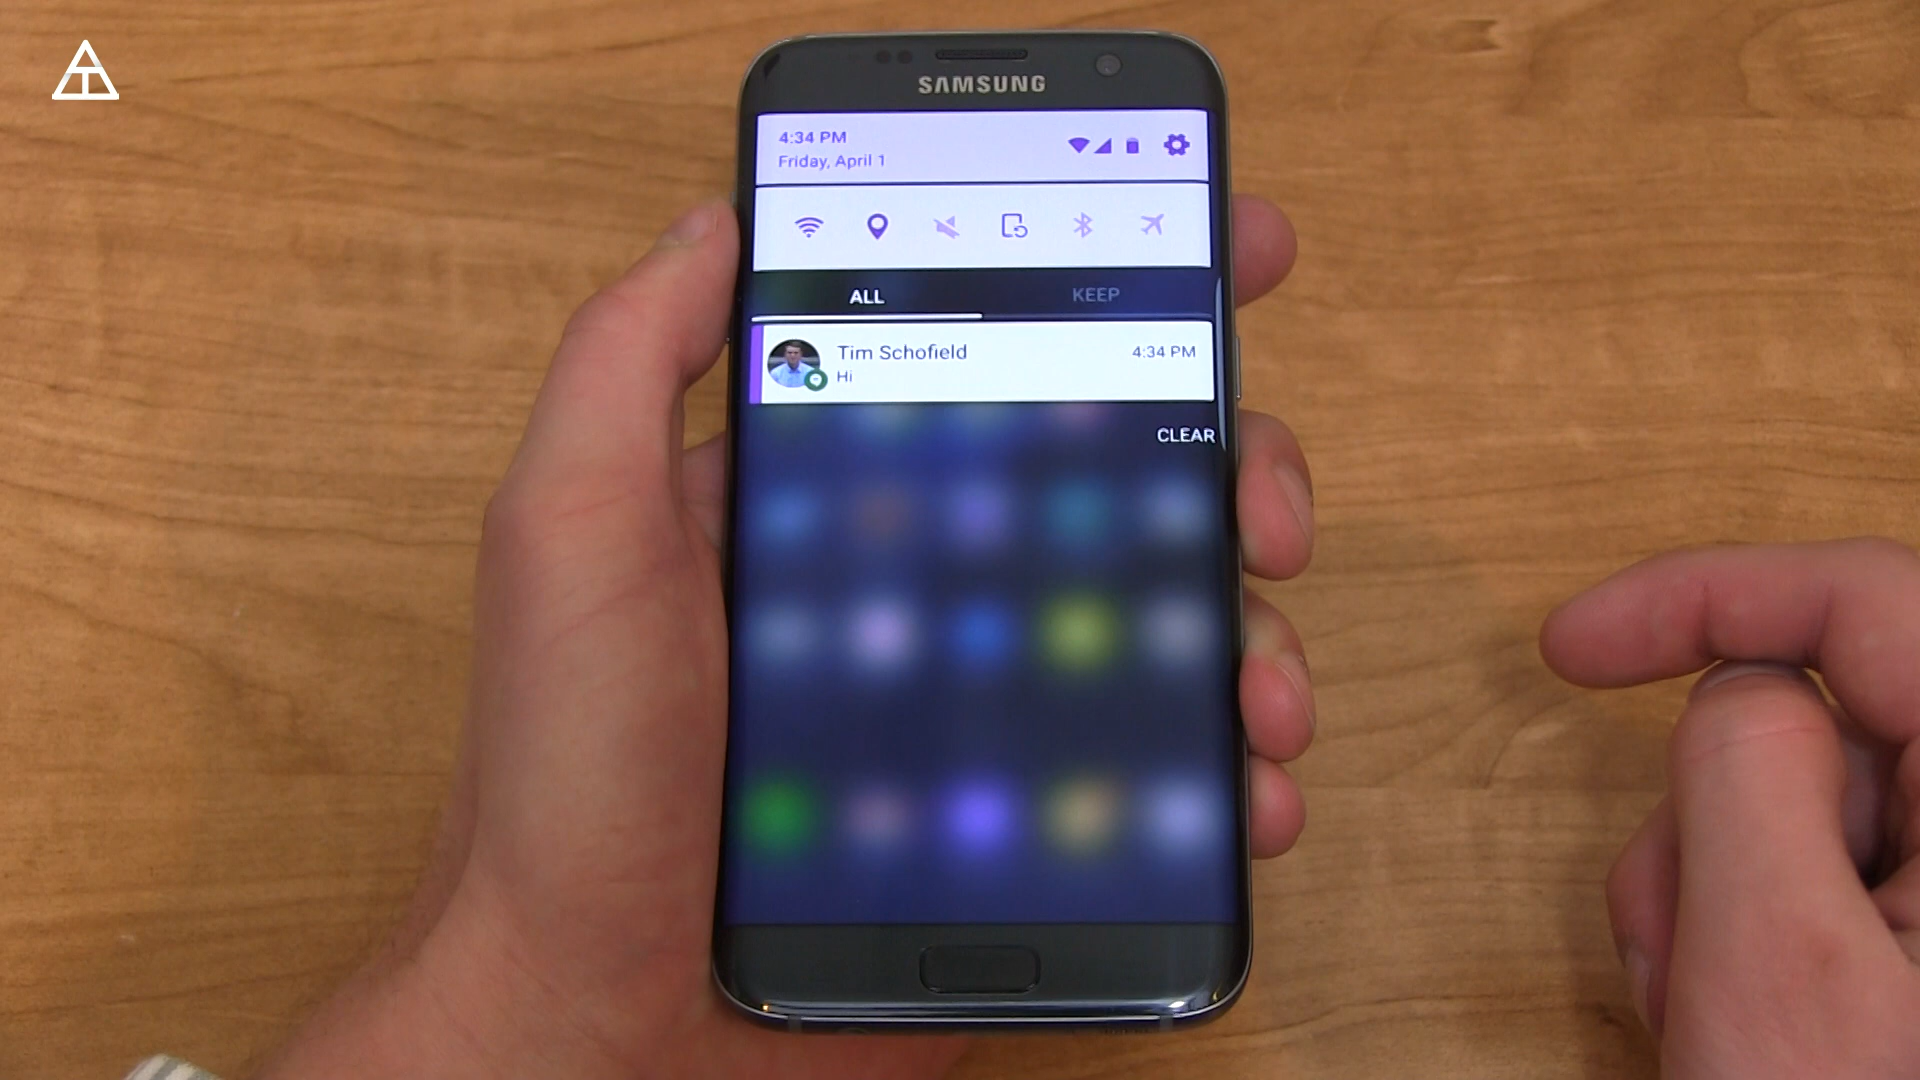 SAMSUNG
4:34 PM
Friday, April 1
ALL
KEEP
Tim Schofield
4:34 PM
Hi
CLEAR